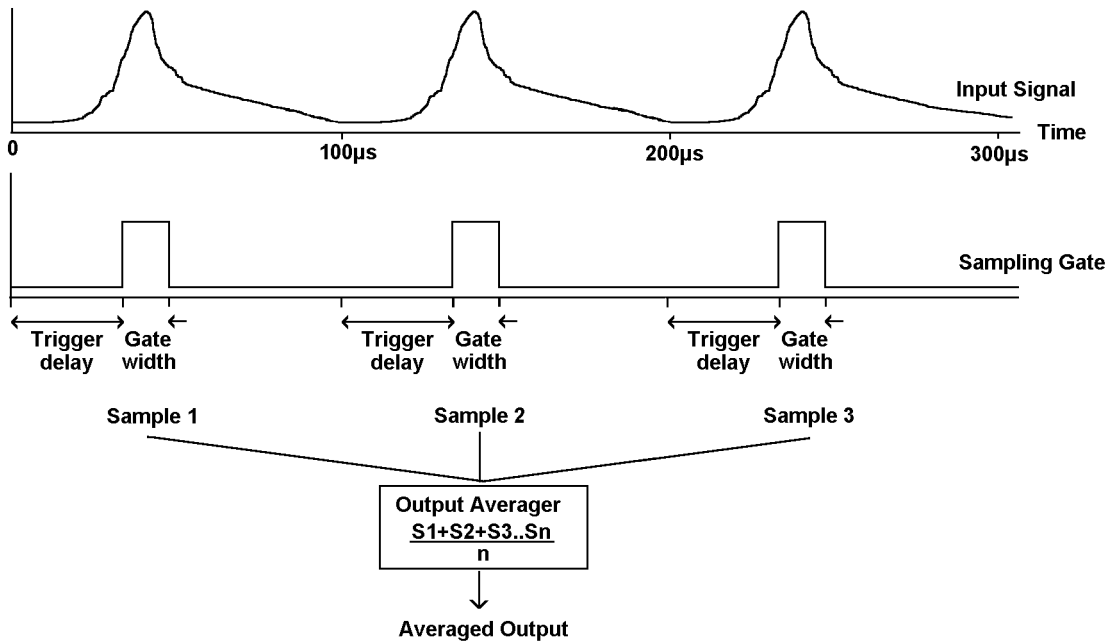 Input Signal
Time
0
100µs
200µs
300µs
Sampling Gate
Trigger
delay
Gate
width
Trigger
delay
Gate
width
Trigger
delay
Gate
width
Sample 1
Sample 2
Sample 3
Output Averager
S1+S2+S3..Sn
n
Averaged Output